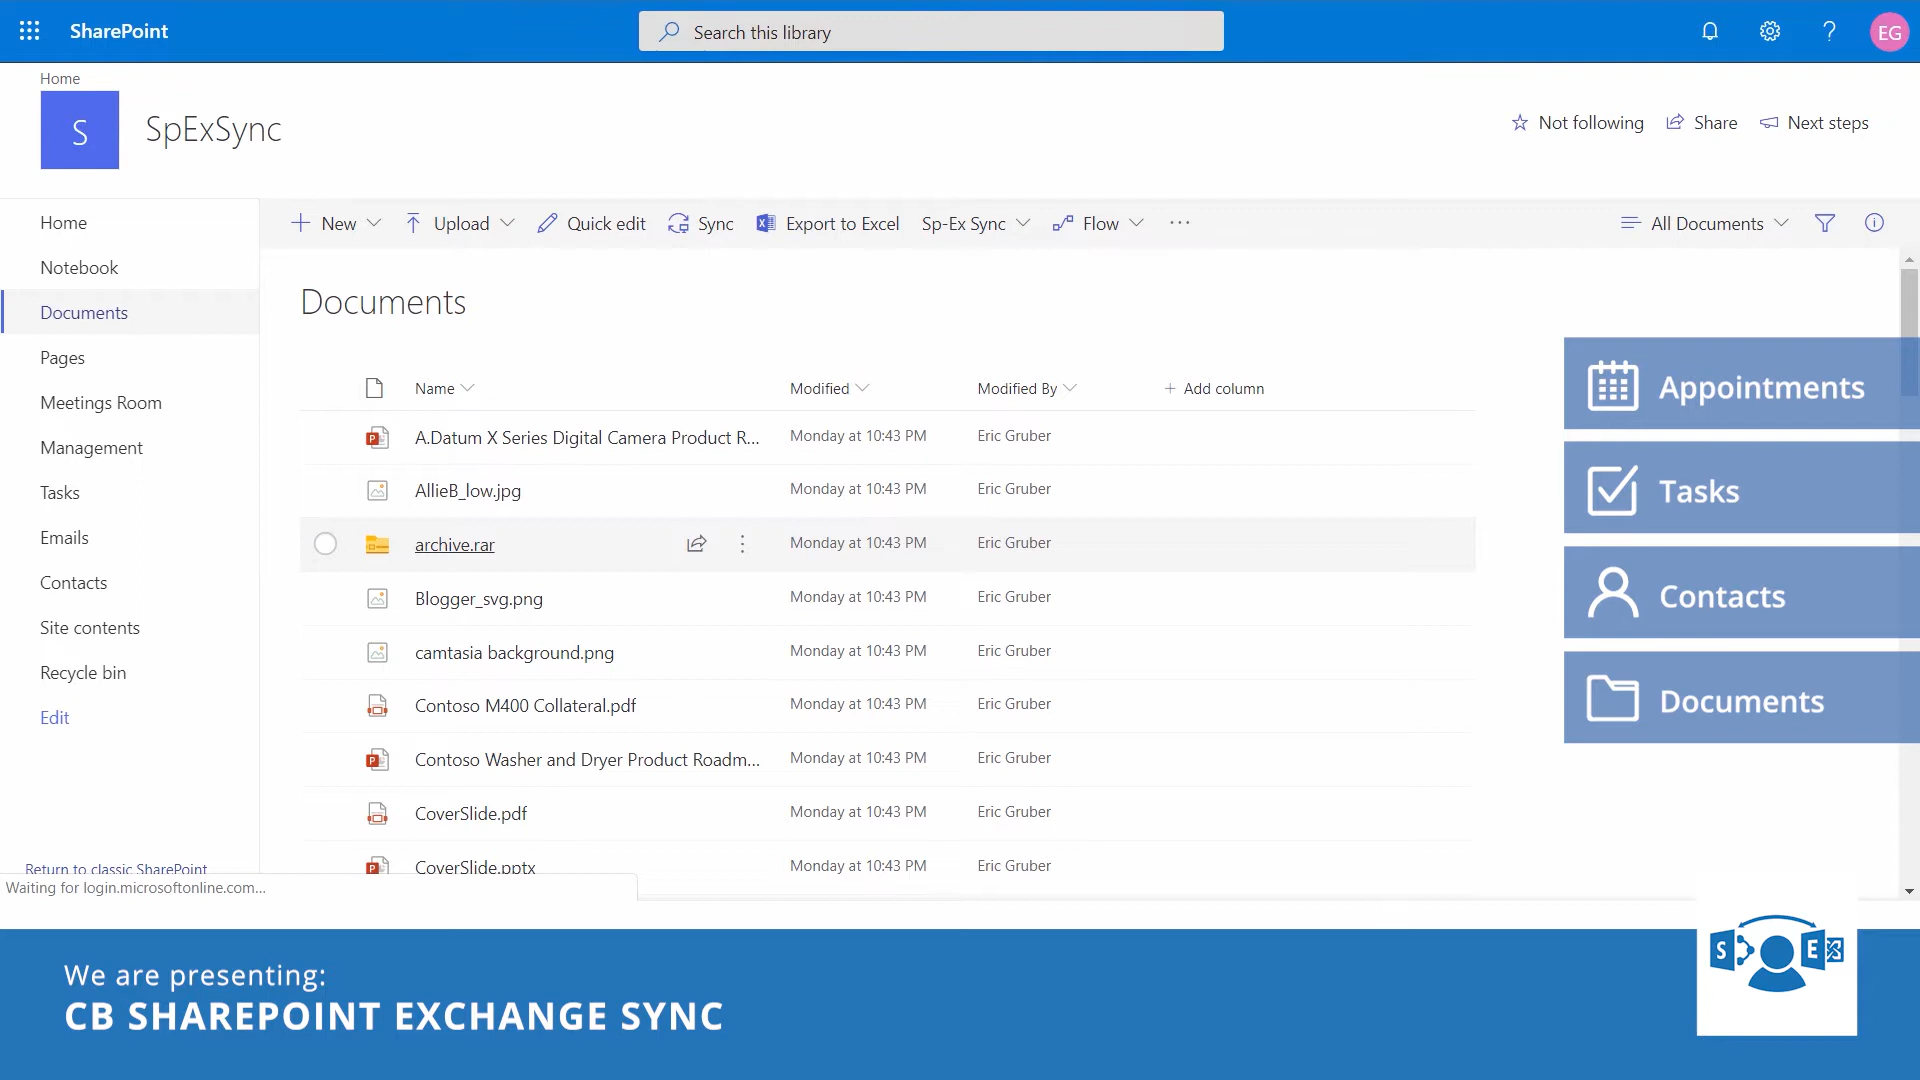 SharePoint
Search this library
EG
Home
S
SpExSync
Not following
Share
Next steps
Home
Notebook
Documents
Pages
Meetings Room
Management
Tasks
Emails
Contacts
Site contents
Recycle bin
Edit
Return to classic SharePoint
Waiting for login.microsoftonline.com...
New
Upload
Quick edit
Sync
Export to Excel
Sp-Ex Sync
Flow
All Documents
Documents
Name Modified Modified By Add column
A.Datum X Series Digital Camera Product R... Monday at 10:43 PM Eric Gruber
AllieB_low.jpg Monday at 10:43 PM Eric Gruber
archive.rar Monday at 10:43 PM Eric Gruber
Blogger_svg.png Monday at 10:43 PM Eric Gruber
camtasia background.png Monday at 10:43 PM Eric Gruber
Contoso M400 Collateral.pdf Monday at 10:43 PM Eric Gruber
Contoso Washer and Dryer Product Roadm... Monday at 10:43 PM Eric Gruber
CoverSlide.pdf Monday at 10:43 PM Eric Gruber
CoverSlide.pptx Monday at 10:43 PM Eric Gruber
Appointments
Tasks
Contacts
Documents
We are presenting:
CB SHAREPOINT EXCHANGE SYNC
S E